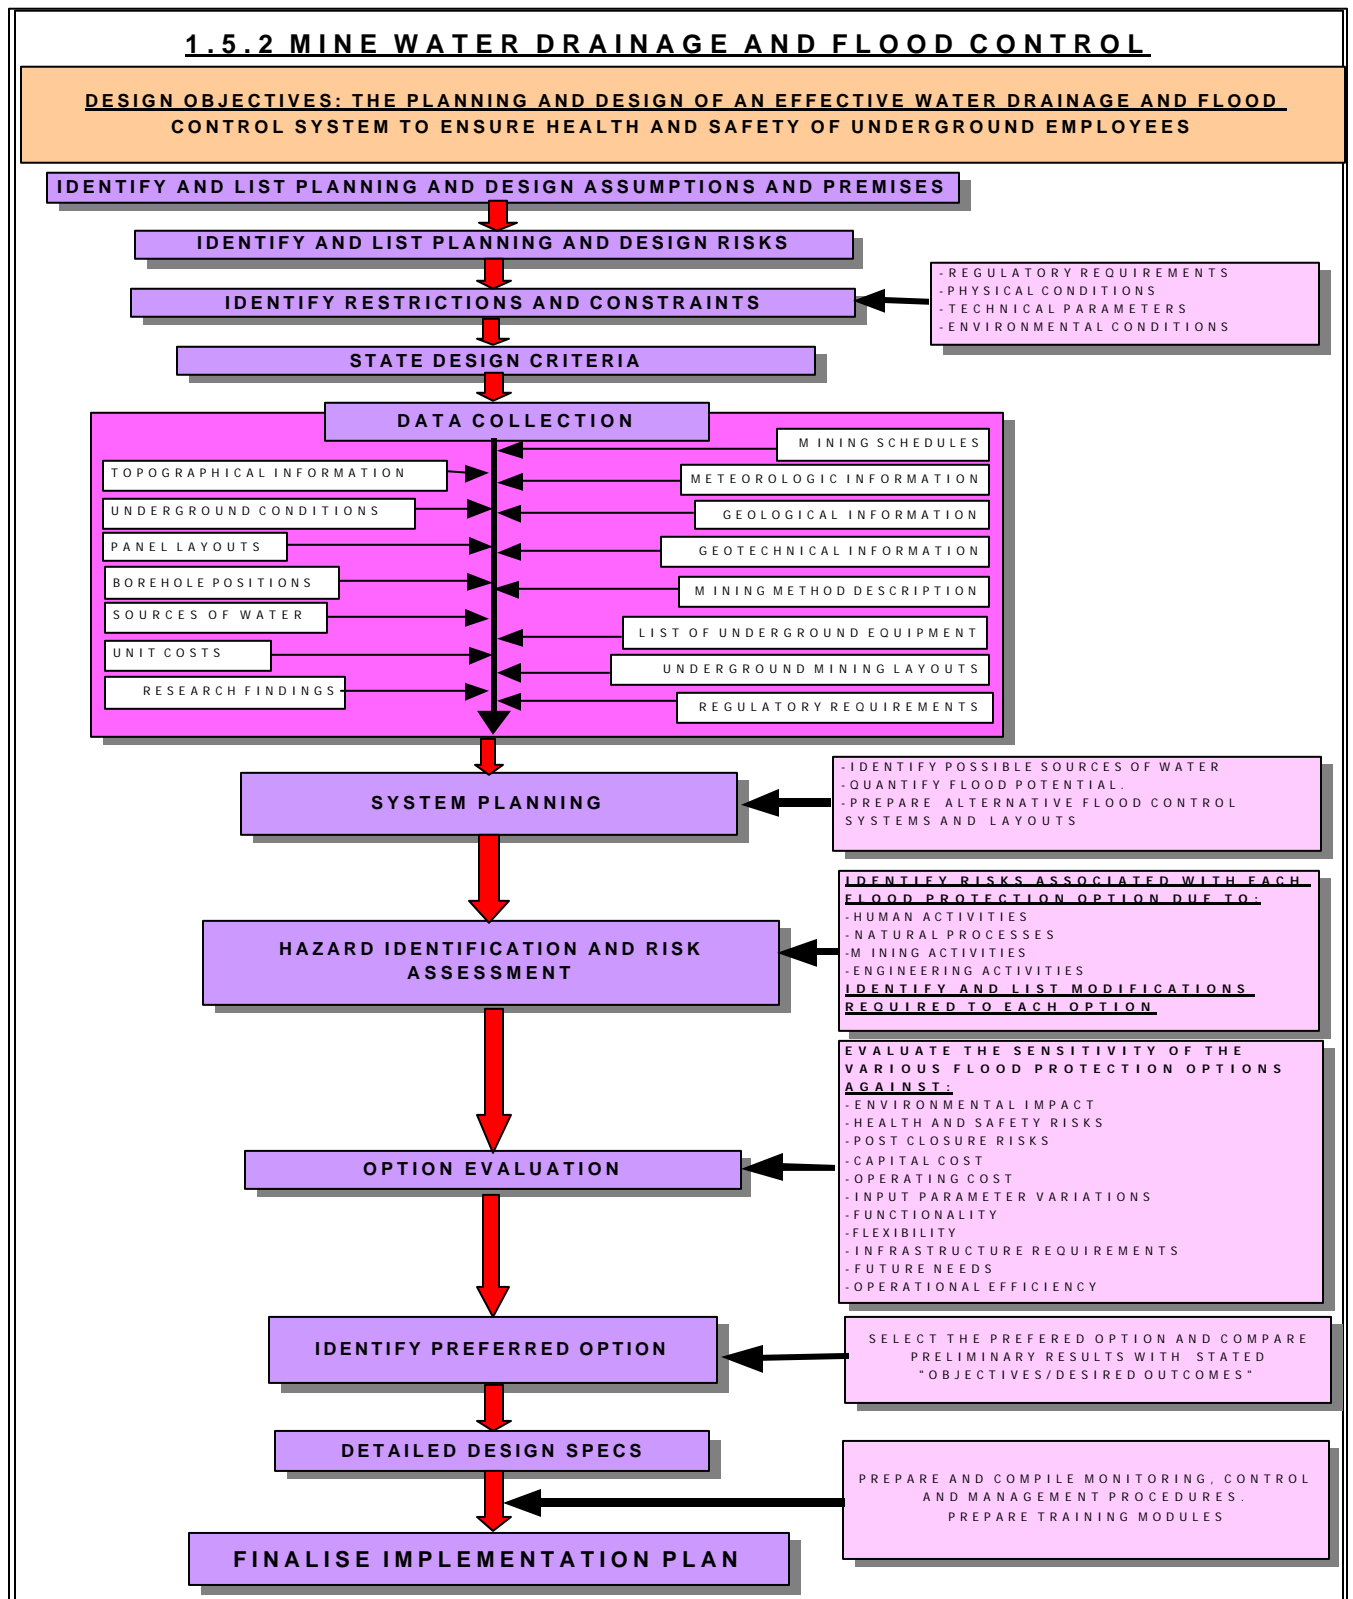 1.5.2 MINE WATER DRAINAGE AND FLOOD CONTROL
DESIGN OBJECTIVES: THE PLANNING AND DESIGN OF AN EFFECTIVE WATER DRAINAGE AND FLOOD
CONTROL SYSTEM TO ENSURE HEALTH AND SAFETY OF UNDERGROUND EMPLOYEES
IDENTIFY AND LIST PLANNING AND DESIGN ASSUMPTIONS AND PREMISES
IDENTIFY AND LIST PLANNING AND DESIGN RISKS
IDENTIFY RESTRICTIONS AND CONSTRAINTS
-REGULATORY REQUIREMENTS
-PHYSICAL CONDITIONS
-TECHNICAL PARAMETERS
-ENVIRONMENTAL CONDITIONS
STATE DESIGN CRITERIA
DATA COLLECTION
TOPOGRAPHICAL INFORMATION
UNDERGROUND CONDITIONS
PANEL LAYOUTS
BOREHOLE POSITIONS
SOURCES OF WATER
UNIT COSTS
RESEARCH FINDINGS
MINING SCHEDULES
METEOROLOGIC INFORMATION
GEOLOGICAL INFORMATION
GEOTECHNICAL INFORMATION
MINING METHOD DESCRIPTION
LIST OF UNDERGROUND EQUIPMENT
UNDERGROUND MINING LAYOUTS
REGULATORY REQUIREMENTS
SYSTEM PLANNING
-IDENTIFY POSSIBLE SOURCES OF WATER
-QUANTIFY FLOOD POTENTIAL.
-PREPARE ALTERNATIVE FLOOD CONTROL
SYSTEMS AND LAYOUTS
HAZARD IDENTIFICATION AND RISK
ASSESSMENT
IDENTIFY RISKS ASSOCIATED WITH EACH
FLOOD PROTECTION OPTION DUE TO:
-HUMAN ACTIVITIES
-NATURAL PROCESSES
-MINING ACTIVITIES
-ENGINEERING ACTIVITIES
IDENTIFY AND LIST MODIFICATIONS
REQUIRED TO EACH OPTION
OPTION EVALUATION
EVALUATE THE SENSITIVITY OF THE
VARIOUS FLOOD PROTECTION OPTIONS
AGAINST:
-ENVIRONMENTAL IMPACT
-HEALTH AND SAFETY RISKS
-POST CLOSURE RISKS
-CAPITAL COST
-OPERATING COST
-INPUT PARAMETER VARIATIONS
-FUNCTIONALITY
-FLEXIBILITY
-INFRASTRUCTURE REQUIREMENTS
-FUTURE NEEDS
-OPERATIONAL EFFICIENCY
IDENTIFY PREFERRED OPTION
SELECT THE PREFERED OPTION AND COMPARE
PRELIMINARY RESULTS WITH STATED
"OBJECTIVES/DESIRED OUTCOMES"
DETAILED DESIGN SPECS
PREPARE AND COMPILE MONITORING, CONTROL
AND MANAGEMENT PROCEDURES.
PREPARE TRAINING MODULES
FINALISE IMPLEMENTATION PLAN